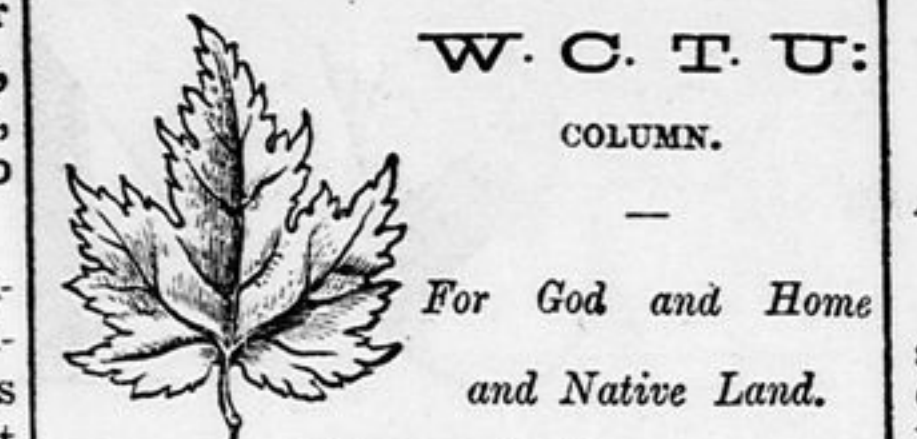 W. C. T. U:
COLUMN.
—
For God and Home
and Native Land.